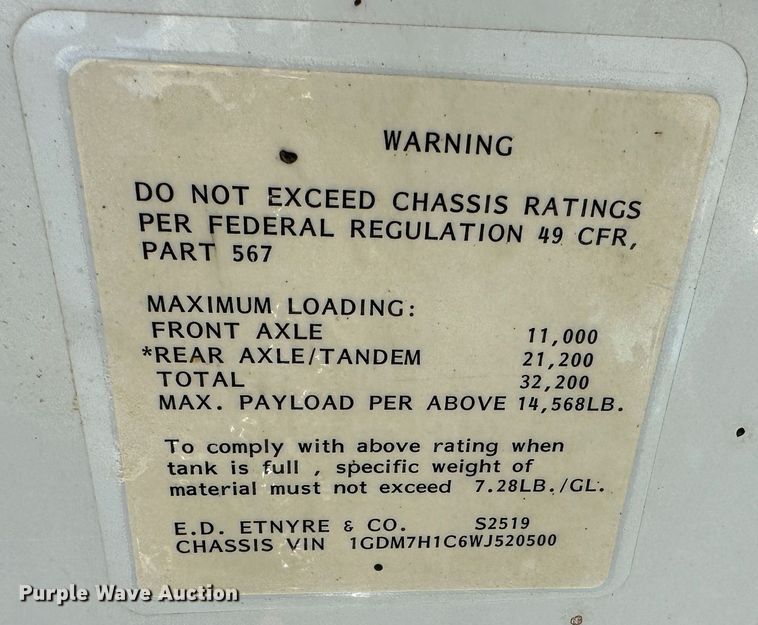 WARNING
DO NOT EXCEED CHASSIS RATINGS
PER FEDERAL REGULATION 49 CFR,
PART 567
MAXIMUM LOADING:
FRONT AXLE 11,000
*REAR AXLE/TANDEM 21,200
TOTAL 32,200
MAX. PAYLOAD PER ABOVE 14,568LB.
To comply with above rating when
tank is full , specific weight of
material must not exceed 7.28LB./GL.
E.D. ETNYRE & CO. S2519
CHASSIS VIN 1GDM7H1C6WJ520500
Purple Wave Auction